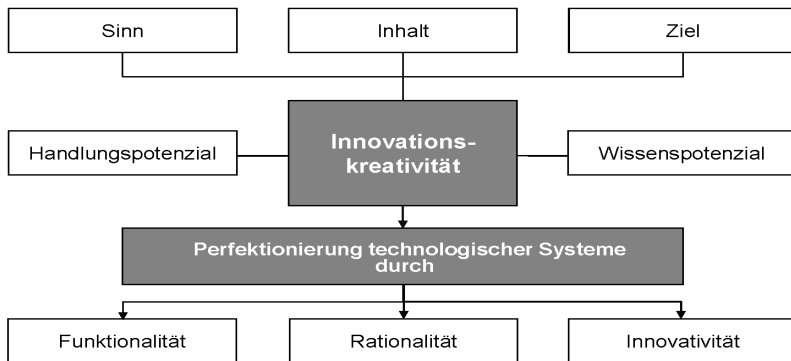 Sinn
Inhalt
Ziel
Handlungspotenzial
Innovations-
kreativität
Wissenspotenzial
Perfektionierung technologischer Systeme
durch
Funktionalität
Rationalität
Innovativität